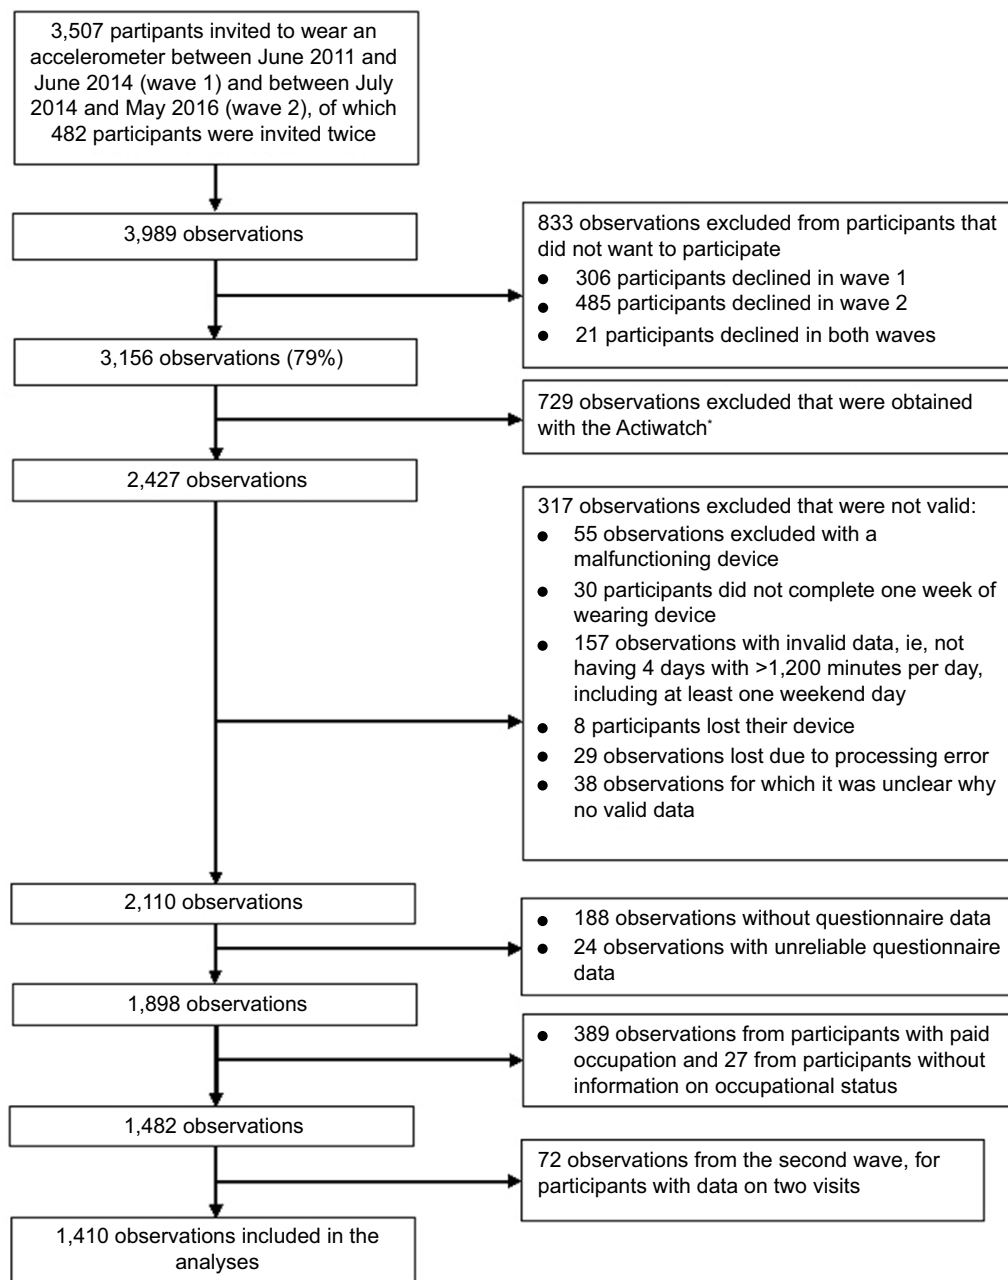 3,507 partipants invited to wear an
accelerometer between June 2011 and
June 2014 (wave 1) and between July
2014 and May 2016 (wave 2), of which
482 participants were invited twice
3,989 observations
833 observations excluded from participants that
did not want to participate
● 306 participants declined in wave 1
● 485 participants declined in wave 2
● 21 participants declined in both waves
3,156 observations (79%)
729 observations excluded that were obtained
with the Actiwatch*
2,427 observations
317 observations excluded that were not valid:
● 55 observations excluded with a
malfunctioning device
● 30 participants did not complete one week of
wearing device
● 157 observations with invalid data, ie, not
having 4 days with >1,200 minutes per day,
including at least one weekend day
● 8 participants lost their device
● 29 observations lost due to processing error
● 38 observations for which it was unclear why
no valid data
2,110 observations
● 188 observations without questionnaire data
● 24 observations with unreliable questionnaire
data
1,898 observations
● 389 observations from participants with paid
occupation and 27 from participants without
information on occupational status
1,482 observations
72 observations from the second wave, for
participants with data on two visits
1,410 observations included in the
analyses